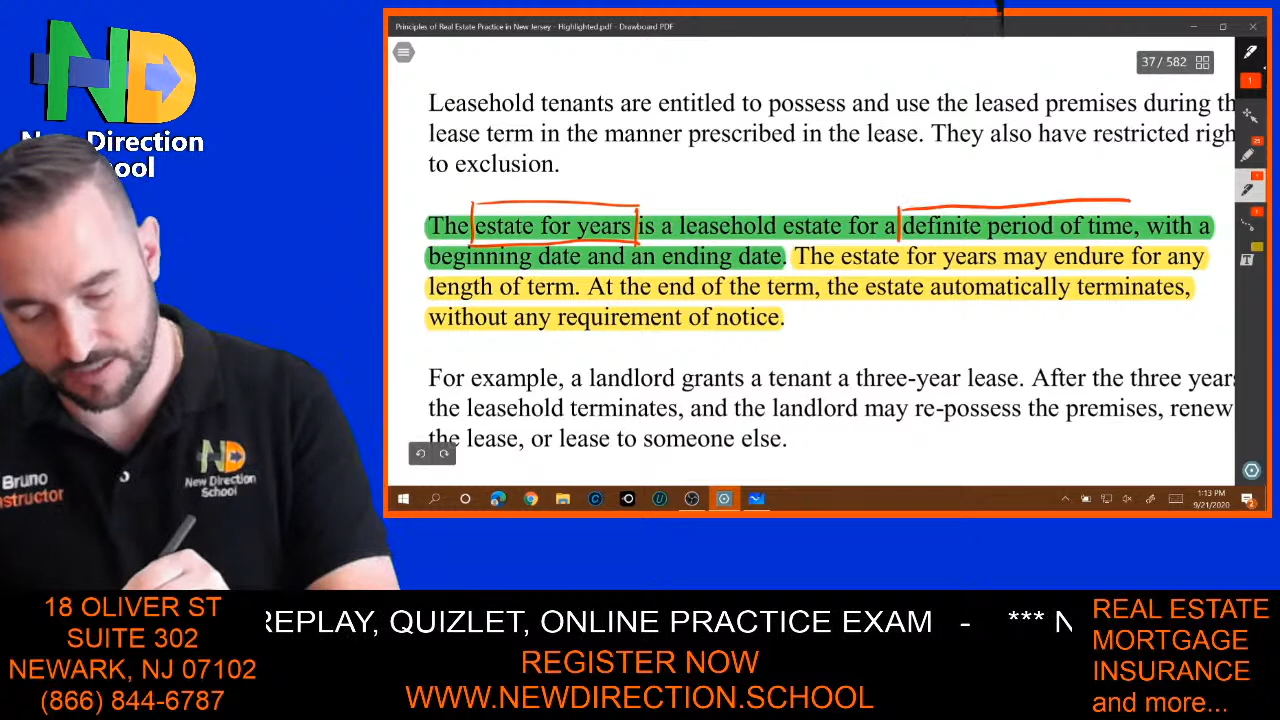 ND
New Direction
School
Bruno
New Direction
School
Principles of Real Estate Practice in New Jersey - Highlighted.pdf - Drawboard PDF
37 / 582
Leasehold tenants are entitled to possess and use the leased premises during th
lease term in the manner prescribed in the lease. They also have restricted righ
to exclusion.
The estate for years is a leasehold estate for a definite period of time, with a
beginning date and an ending date. The estate for years may endure for any
length of term. At the end of the term, the estate automatically terminates,
without any requirement of notice.
For example, a landlord grants a tenant a three-year lease. After the three years
the leasehold terminates, and the landlord may re-possess the premises, renew
the lease, or lease to someone else.
1:13 PM
9/21/2020
18 OLIVER ST
SUITE 302
NEWARK, NJ 07102
(866) 844-6787
REPLAY, QUIZLET, ONLINE PRACTICE EXAM - *** N
REGISTER NOW
WWW.NEWDIRECTION.SCHOOL
REAL ESTATE
MORTGAGE
INSURANCE
and more...